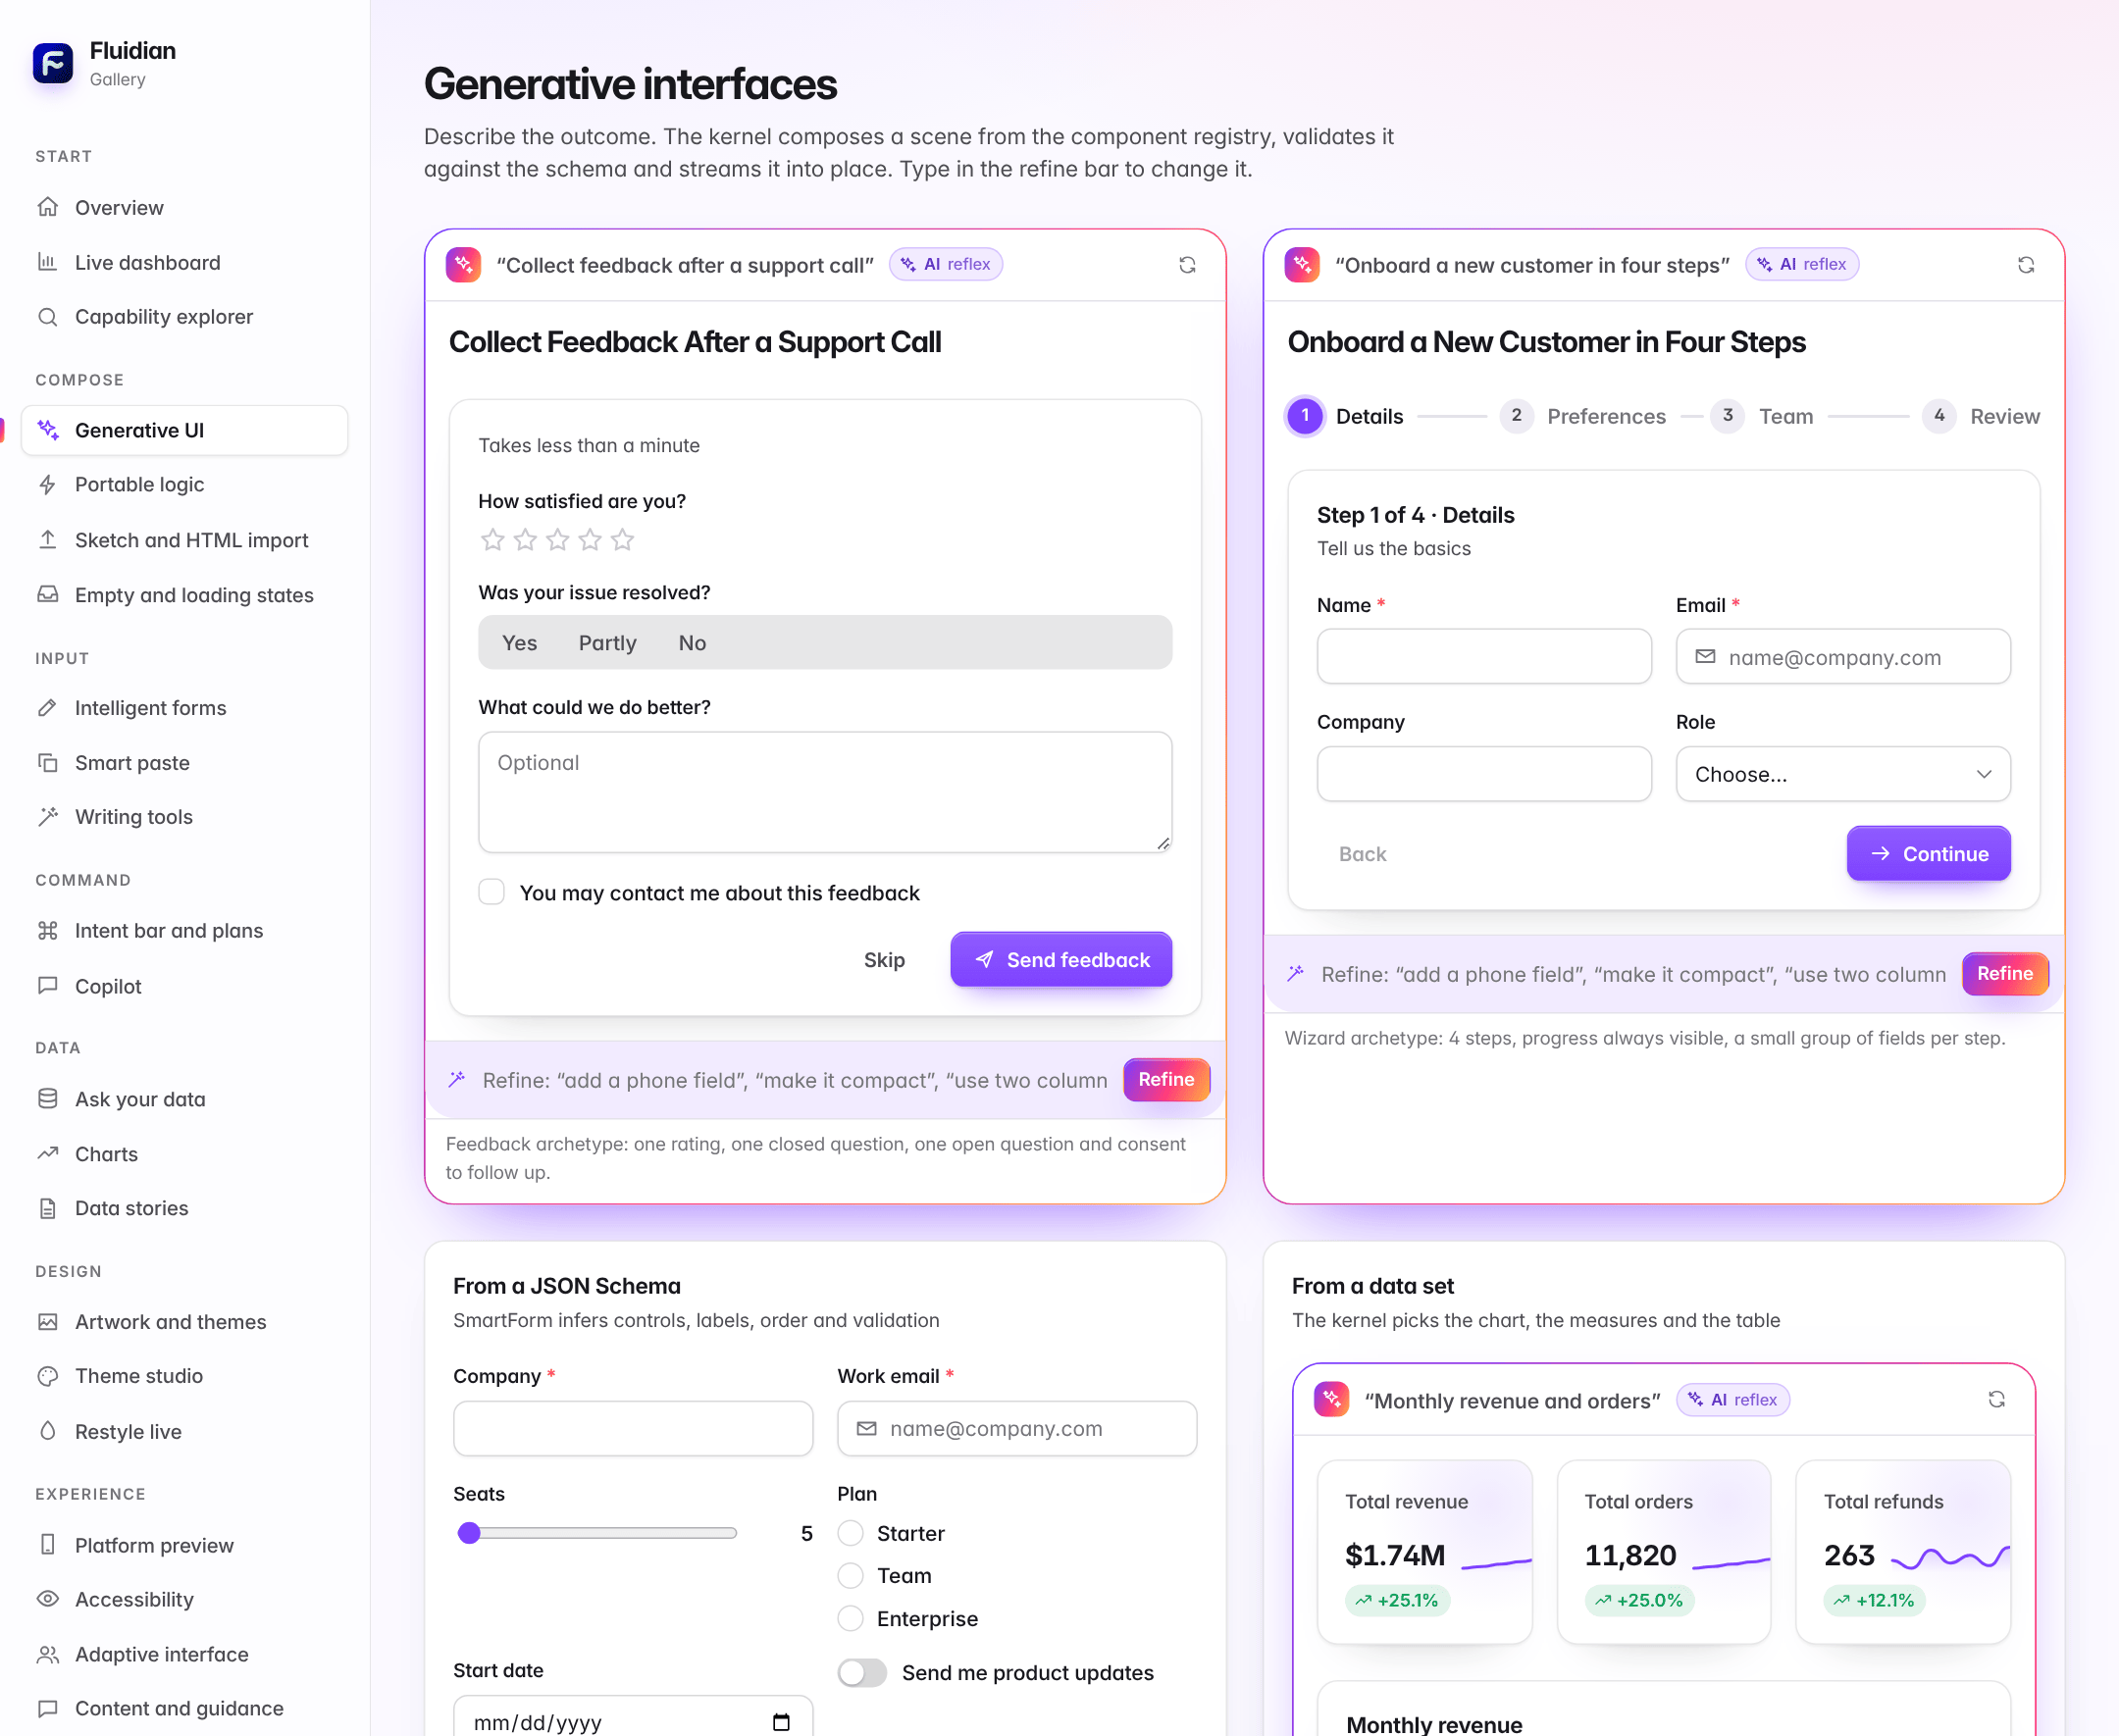 Fluidian
Gallery
START
Overview
Live dashboard
Capability explorer
COMPOSE
Generative UI
Portable logic
Sketch and HTML import
Empty and loading states
INPUT
Intelligent forms
Smart paste
Writing tools
COMMAND
Intent bar and plans
Copilot
DATA
Ask your data
Charts
Data stories
DESIGN
Artwork and themes
Theme studio
Restyle live
EXPERIENCE
Platform preview
Accessibility
Adaptive interface
Content and guidance
Generative interfaces
Describe the outcome. The kernel composes a scene from the component registry, validates it
against the schema and streams it into place. Type in the refine bar to change it.
“Collect feedback after a support call” AI reflex
Collect Feedback After a Support Call
Takes less than a minute
How satisfied are you?
Was your issue resolved?
Yes Partly No
What could we do better?
Optional
You may contact me about this feedback
Skip Send feedback
Refine: “add a phone field”, “make it compact”, “use two column Refine
Feedback archetype: one rating, one closed question, one open question and consent
to follow up.
“Onboard a new customer in four steps” AI reflex
Onboard a New Customer in Four Steps
1 Details 2 Preferences 3 Team 4 Review
Step 1 of 4 · Details
Tell us the basics
Name * Email *
name@company.com
Company Role
Choose...
Back Continue
Refine: “add a phone field”, “make it compact”, “use two column Refine
Wizard archetype: 4 steps, progress always visible, a small group of fields per step.
From a JSON Schema
SmartForm infers controls, labels, order and validation
Company * Work email *
name@company.com
Seats Plan
5 Starter
Team
Enterprise
Start date Send me product updates
mm/dd/yyyy
From a data set
The kernel picks the chart, the measures and the table
“Monthly revenue and orders” AI reflex
Total revenue Total orders Total refunds
$1.74M 11,820 263
+25.1% +25.0% +12.1%
Monthly revenue